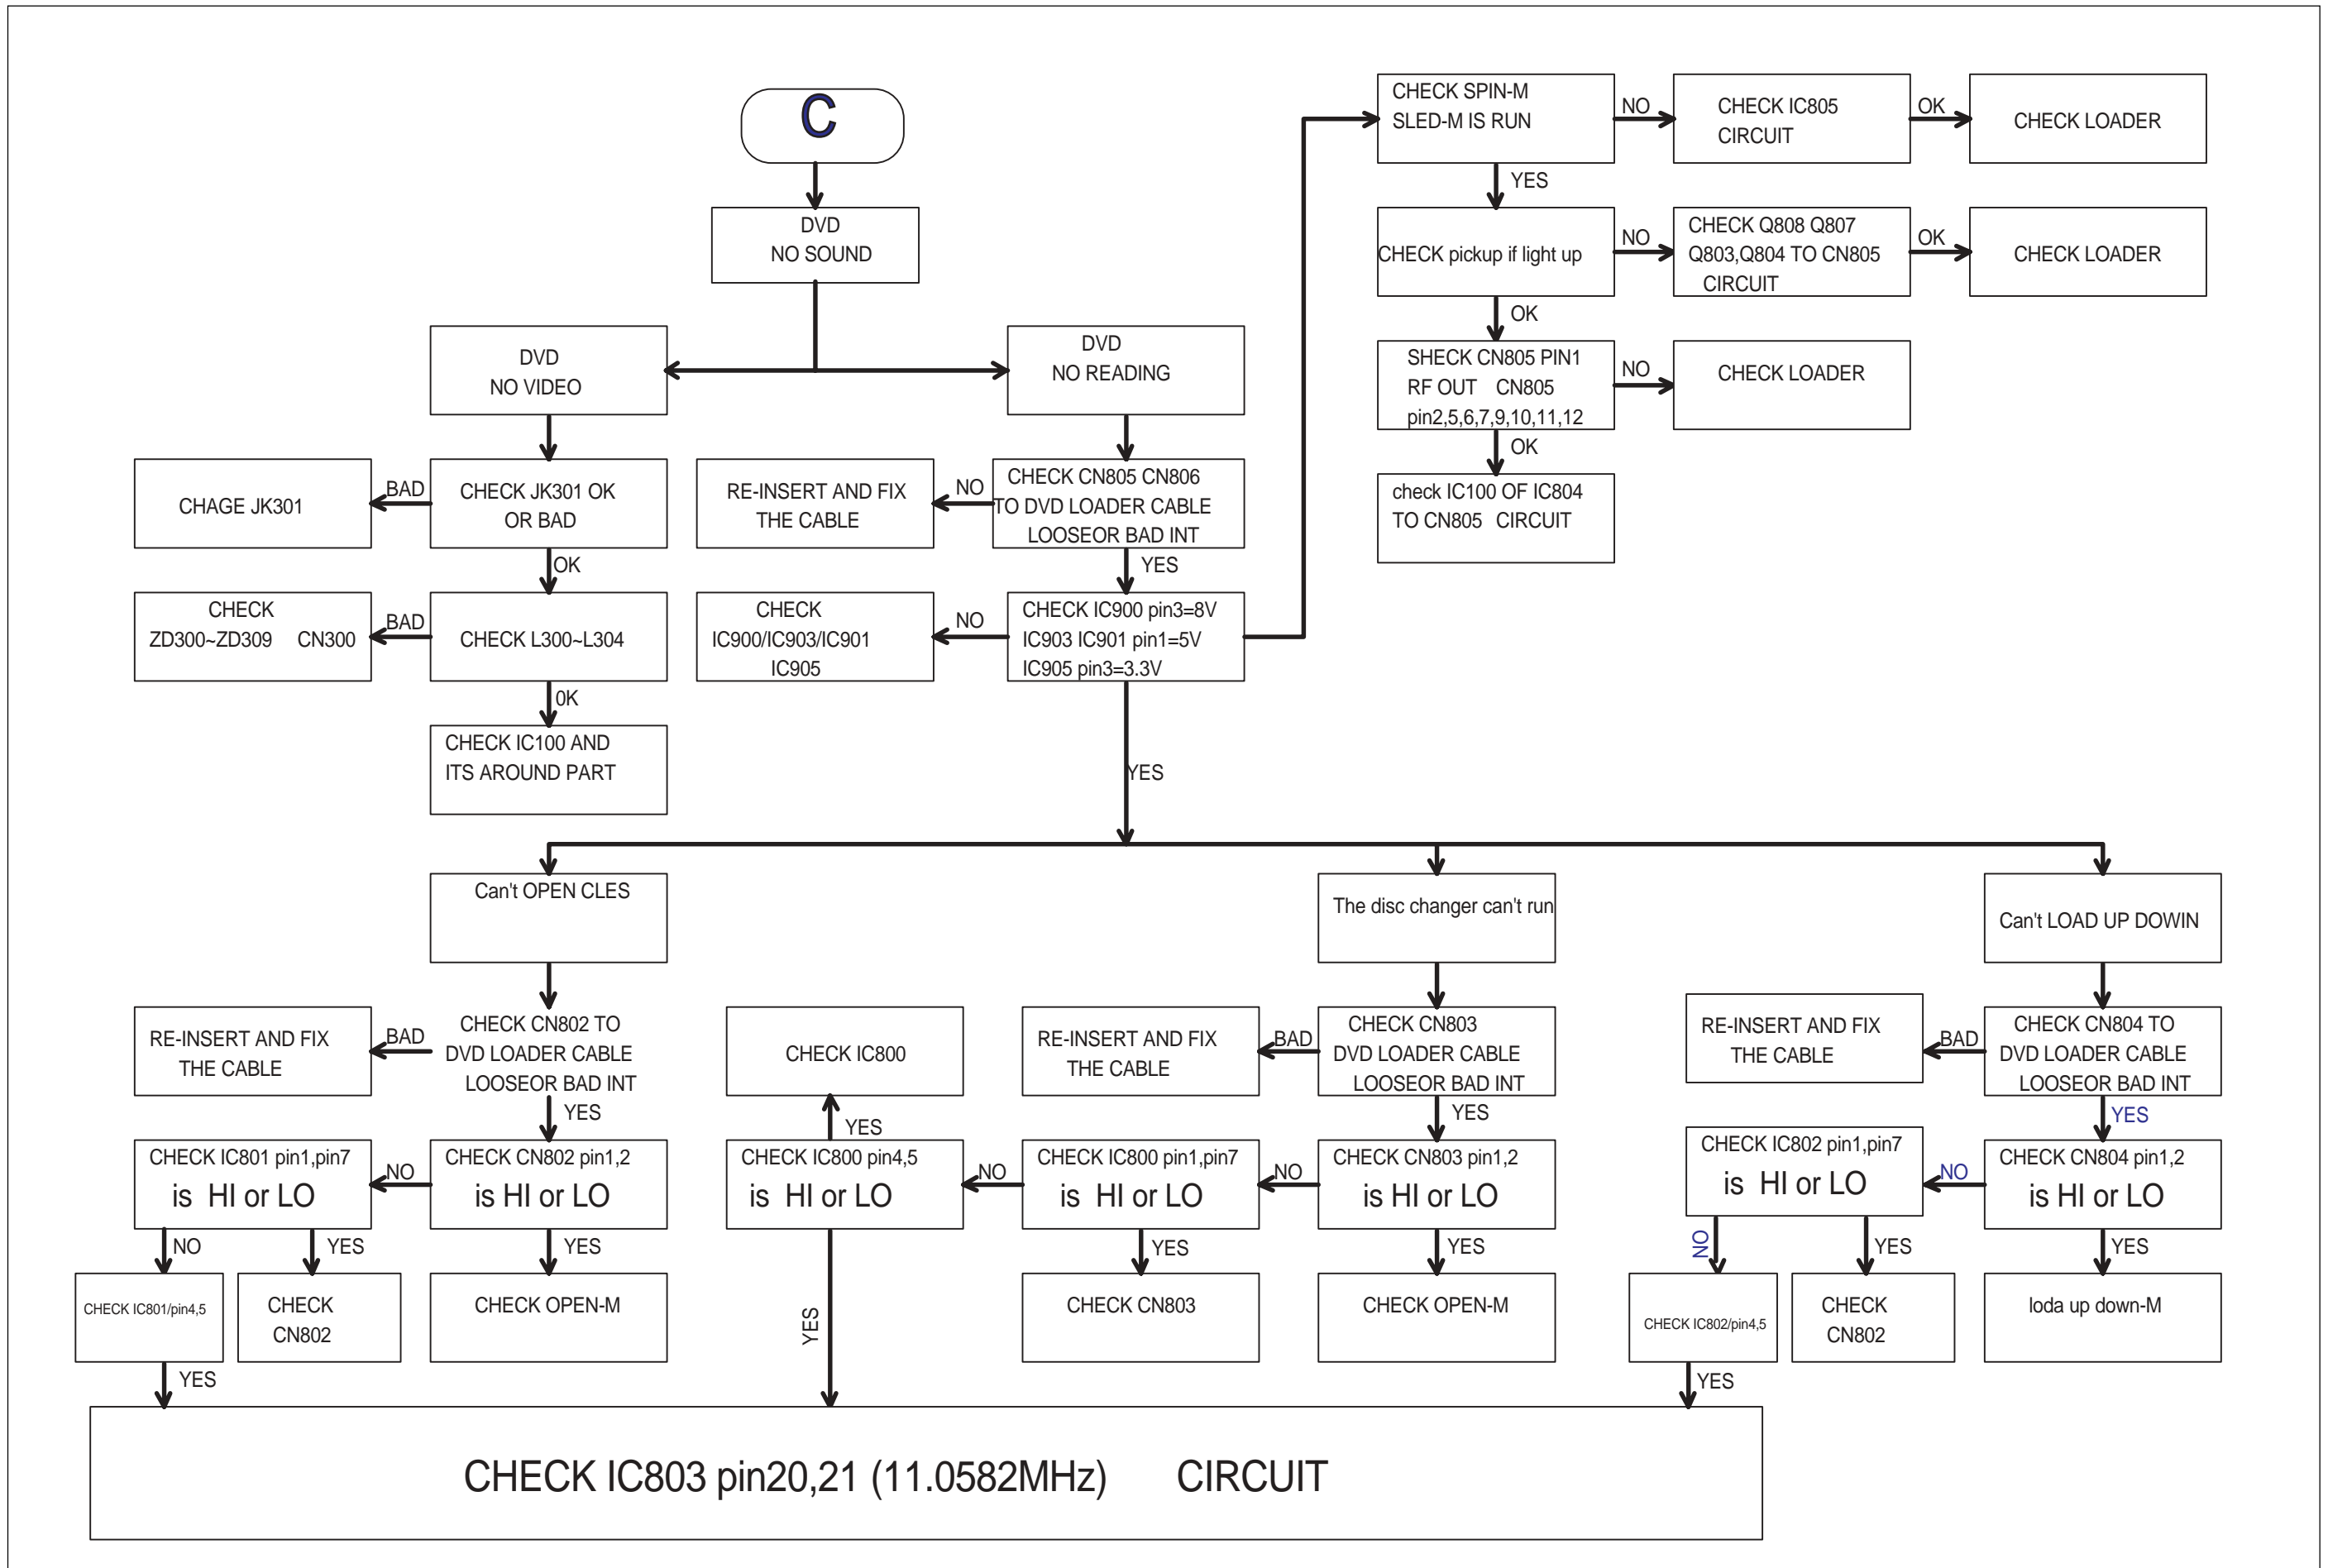 C
DVD
NO SOUND
DVD
NO VIDEO
DVD
NO READING
CHECK SPIN-M
SLED-M IS RUN
NO
CHECK IC805
CIRCUIT
OK
CHECK LOADER
YES
CHECK pickup if light up
NO
CHECK Q808 Q807
Q803,Q804 TO CN805
CIRCUIT
OK
CHECK LOADER
OK
SHECK CN805 PIN1
RF OUT CN805
pin2,5,6,7,9,10,11,12
NO
CHECK LOADER
OK
check IC100 OF IC804
TO CN805 CIRCUIT
CHAGE JK301
BAD
CHECK JK301 OK
OR BAD
OK
CHECK
ZD300~ZD309 CN300
BAD
CHECK L300~L304
0K
CHECK IC100 AND
ITS AROUND PART
RE-INSERT AND FIX
THE CABLE
NO
CHECK CN805 CN806
TO DVD LOADER CABLE
LOOSEOR BAD INT
YES
CHECK
IC900/IC903/IC901
IC905
NO
CHECK IC900 pin3=8V
IC903 IC901 pin1=5V
IC905 pin3=3.3V
YES
Can't OPEN CLES
The disc changer can't run
Can't LOAD UP DOWIN
RE-INSERT AND FIX
THE CABLE
BAD
CHECK CN802 TO
DVD LOADER CABLE
LOOSEOR BAD INT
YES
CHECK IC801 pin1,pin7
is HI or LO
NO
CHECK CN802 pin1,2
is HI or LO
NO
YES
YES
CHECK IC801/pin4,5
CHECK
CN802
CHECK OPEN-M
YES
CHECK IC800
YES
CHECK IC800 pin4,5
is HI or LO
YES
RE-INSERT AND FIX
THE CABLE
BAD
CHECK CN803
DVD LOADER CABLE
LOOSEOR BAD INT
YES
NO
CHECK IC800 pin1,pin7
is HI or LO
NO
CHECK CN803 pin1,2
is HI or LO
YES
YES
CHECK CN803
CHECK OPEN-M
RE-INSERT AND FIX
THE CABLE
BAD
CHECK CN804 TO
DVD LOADER CABLE
LOOSEOR BAD INT
YES
CHECK IC802 pin1,pin7
is HI or LO
NO
CHECK CN804 pin1,2
is HI or LO
NO
YES
YES
CHECK IC802/pin4,5
CHECK
CN802
loda up down-M
YES
CHECK IC803 pin20,21 (11.0582MHz) CIRCUIT